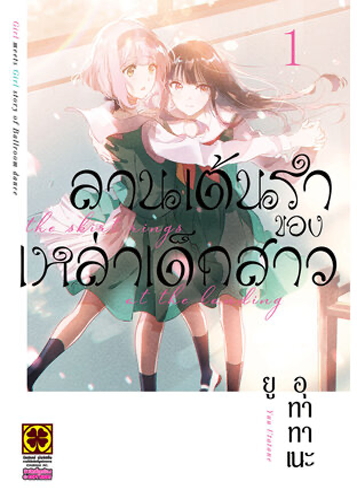 1
Girl meets Girl story of Ballroom dance
ลานเต้นรำ
the skirt rings
ของ
เหล่าเด็กสาว
at the landing
ยู
อุทาทาเนะ
Yuu Utatane